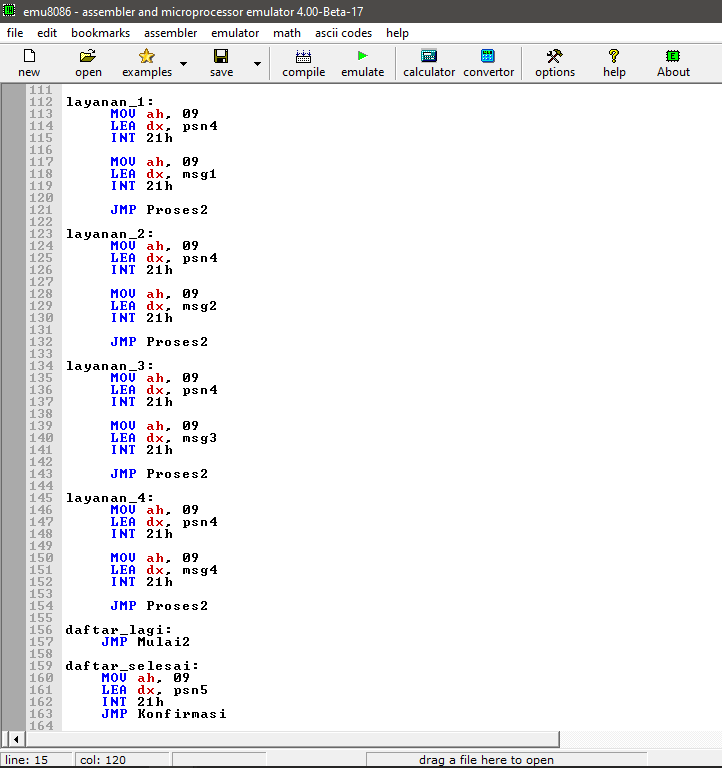 emu8086 - assembler and microprocessor emulator 4.00-Beta-17
file edit bookmarks assembler emulator math ascii codes help
new open examples save compile emulate calculator convertor options help About
111
112 layanan_1:
113 MOV ah, 09
114 LEA dx, psn4
115 INT 21h
116
117 MOV ah, 09
118 LEA dx, msg1
119 INT 21h
120
121 JMP Proses2
122
123 layanan_2:
124 MOV ah, 09
125 LEA dx, psn4
126 INT 21h
127
128 MOV ah, 09
129 LEA dx, msg2
130 INT 21h
131
132 JMP Proses2
133
134 layanan_3:
135 MOV ah, 09
136 LEA dx, psn4
137 INT 21h
138
139 MOV ah, 09
140 LEA dx, msg3
141 INT 21h
142
143 JMP Proses2
144
145 layanan_4:
146 MOV ah, 09
147 LEA dx, psn4
148 INT 21h
149
150 MOV ah, 09
151 LEA dx, msg4
152 INT 21h
153
154 JMP Proses2
155
156 daftar_lagi:
157 JMP Mulai2
158
159 daftar_selesai:
160 MOV ah, 09
161 LEA dx, psn5
162 INT 21h
163 JMP Konfirmasi
164
line: 15 col: 120 drag a file here to open